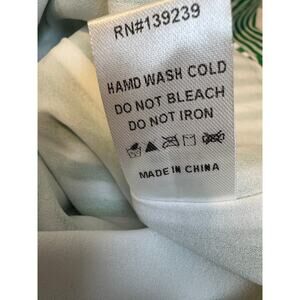 RN#139239
HAMD WASH COLD
DO NOT BLEACH
DO NOT IRON
MADE IN CHINA